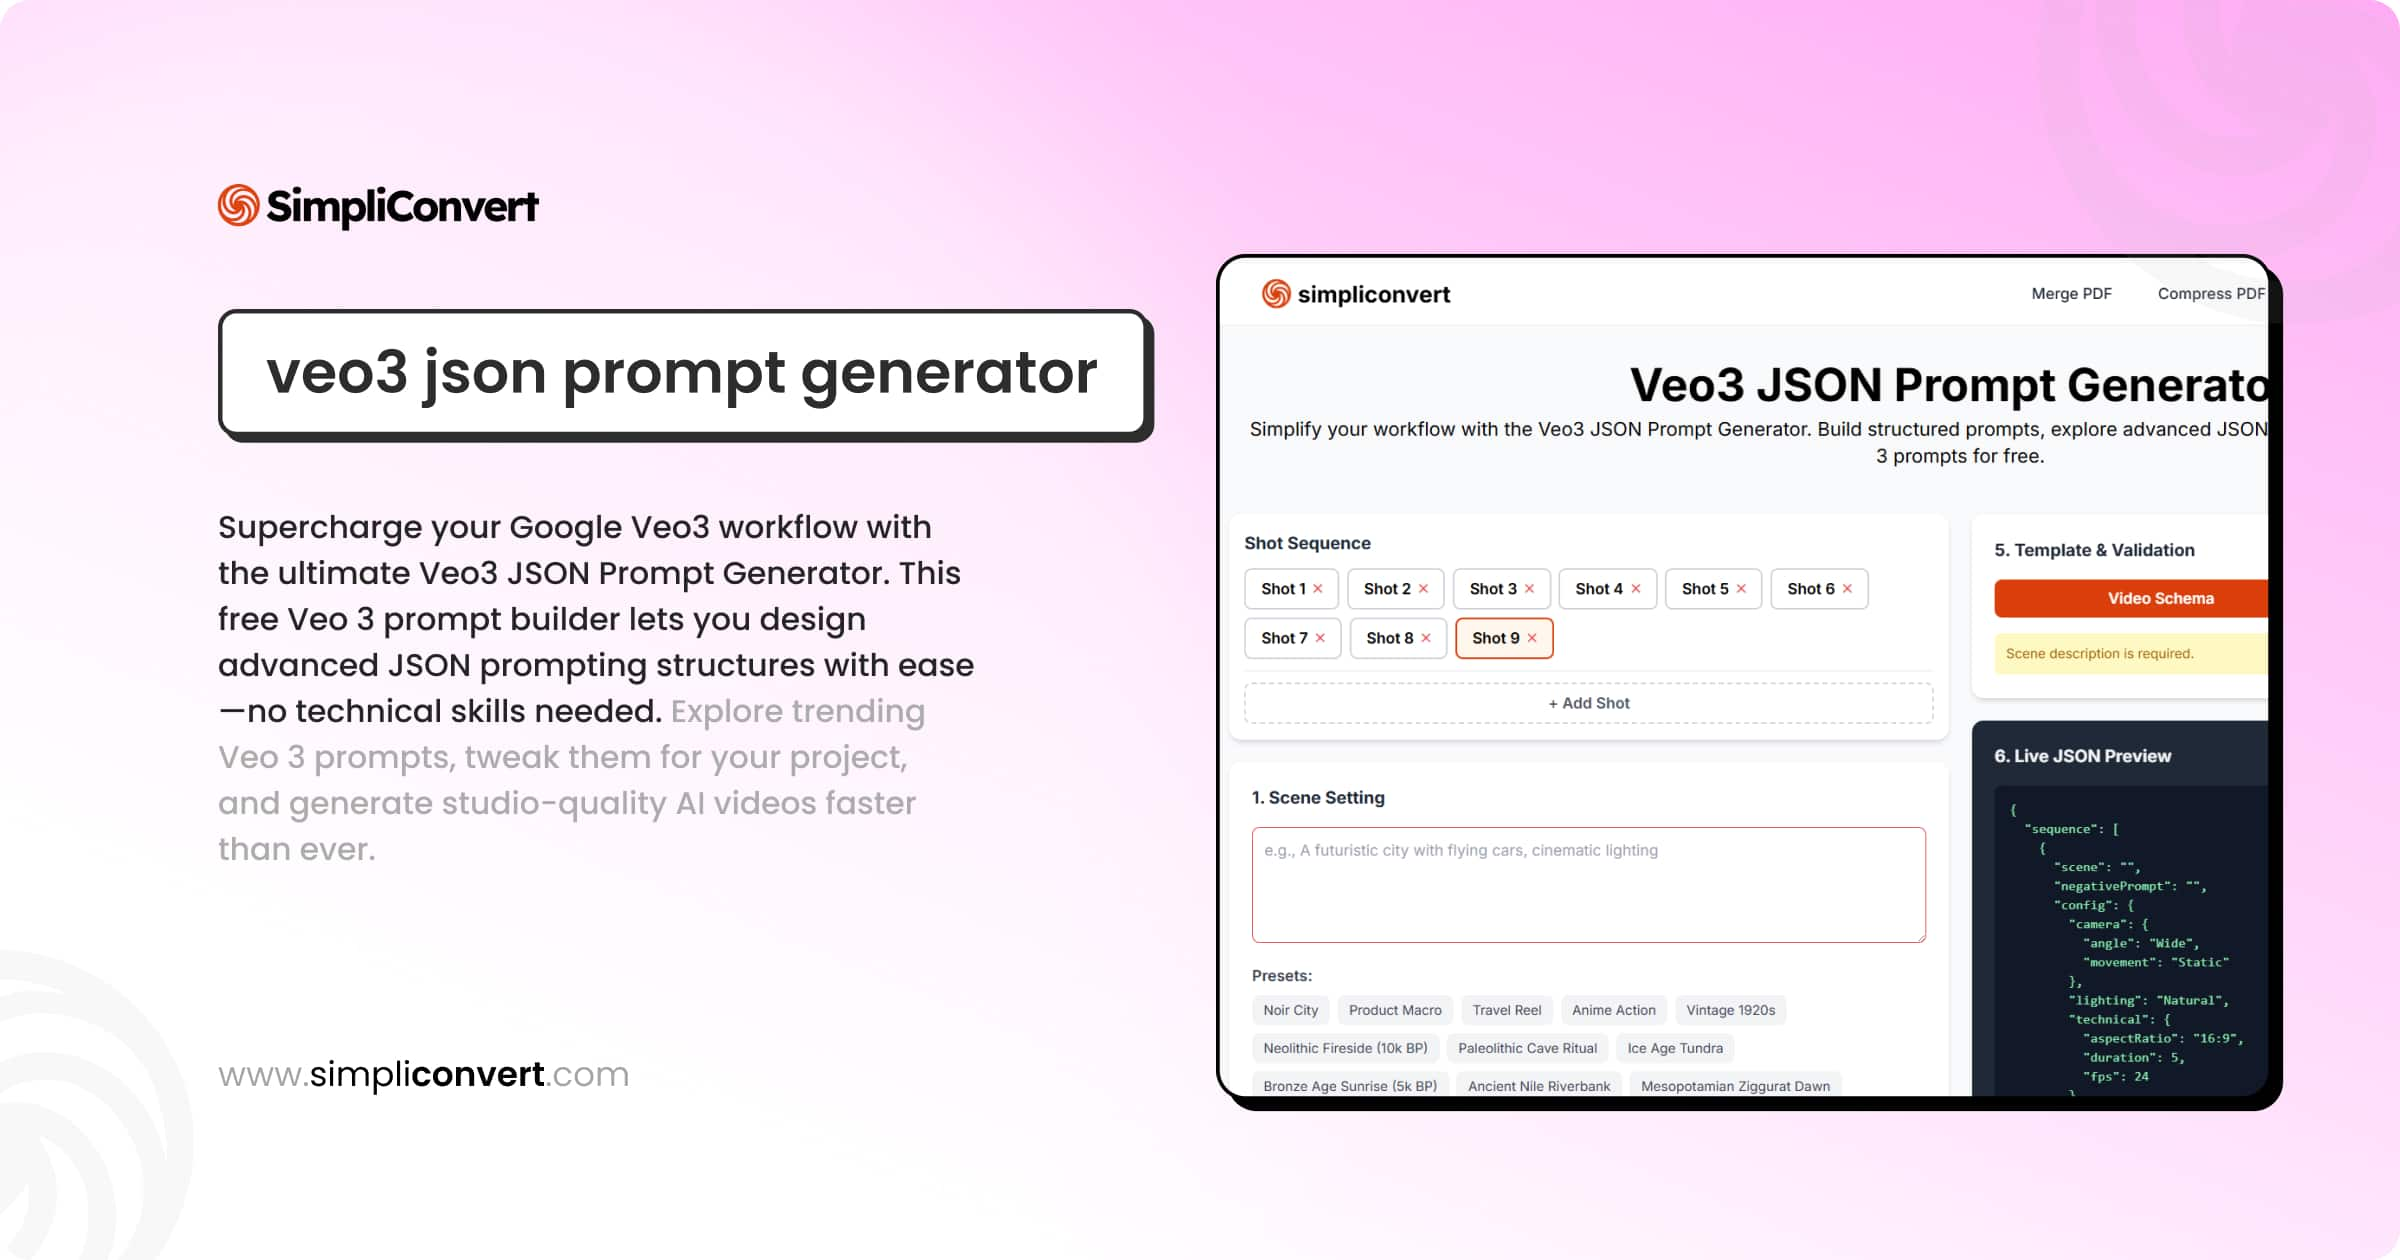 SimpliConvert
veo3 json prompt generator
Supercharge your Google Veo3 workflow with
the ultimate Veo3 JSON Prompt Generator. This
free Veo 3 prompt builder lets you design
advanced JSON prompting structures with ease
—no technical skills needed. Explore trending
Veo 3 prompts, tweak them for your project,
and generate studio-quality AI videos faster
than ever.
www.simpliconvert.com
simpliconvert
Merge PDF
Compress PDF
Veo3 JSON Prompt Generato
Simplify your workflow with the Veo3 JSON Prompt Generator. Build structured prompts, explore advanced JSON
3 prompts for free.
Shot Sequence
Shot 1 × Shot 2 × Shot 3 × Shot 4 × Shot 5 × Shot 6 ×
Shot 7 × Shot 8 × Shot 9 ×
+ Add Shot
1. Scene Setting
e.g., A futuristic city with flying cars, cinematic lighting
Presets:
Noir City Product Macro Travel Reel Anime Action Vintage 1920s
Neolithic Fireside (10k BP) Paleolithic Cave Ritual Ice Age Tundra
Bronze Age Sunrise (5k BP) Ancient Nile Riverbank Mesopotamian Ziggurat Dawn
5. Template & Validation
Video Schema
Scene description is required.
6. Live JSON Preview
{
"sequence": [
{
"scene": "",
"negativePrompt": "",
"config": {
"camera": {
"angle": "Wide",
"movement": "Static"
},
"lighting": "Natural",
"technical": {
"aspectRatio": "16:9",
"duration": 5,
"fps": 24
}